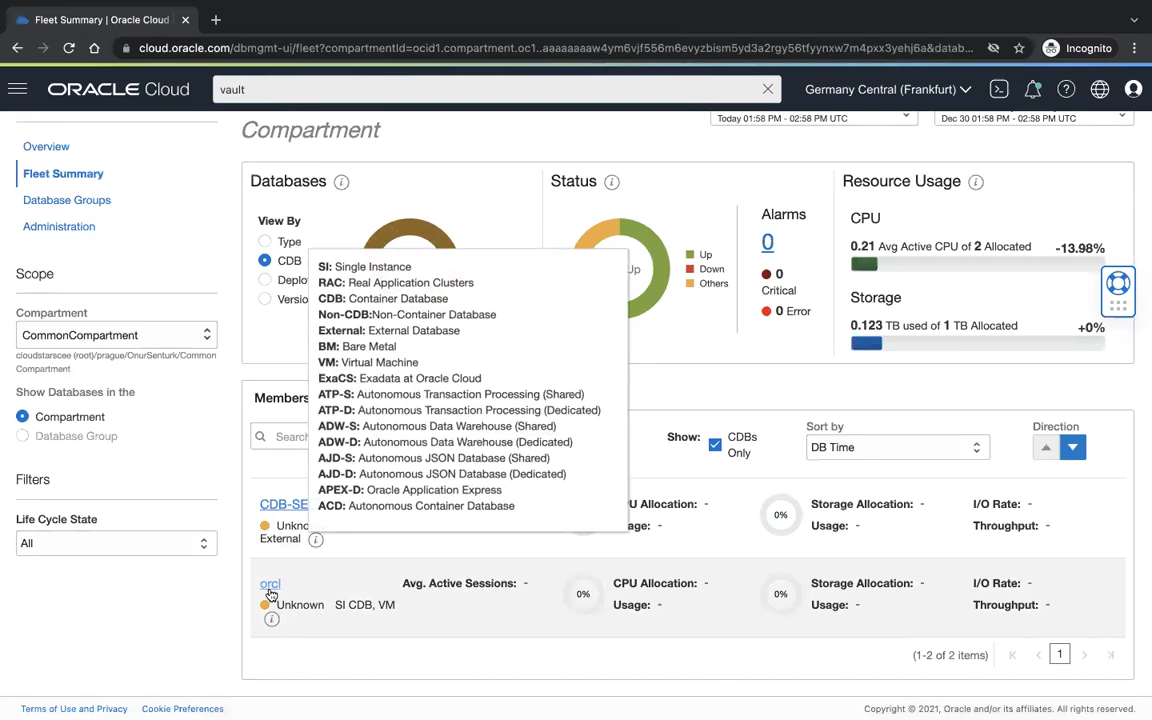 Fleet Summary | Oracle Cloud
cloud.oracle.com/dbmgmt-ui/fleet?compartmentId=ocid1.compartment.oc1..aaaaaaaaw4ym6vjf556m6evyzbism5yd3a2rgy56tfyynxw7m4pxx3yehj6a&datab...
Incognito
ORACLE Cloud
vault
Germany Central (Frankfurt)
Compartment
Today 01:58 PM - 02:58 PM UTC
Dec 30 01:58 PM - 02:58 PM UTC
Overview
Fleet Summary
Database Groups
Administration
Scope
Compartment
CommonCompartment
cloudstarscee (root)/prague/OnurSenturk/Common
Compartment
Show Databases in the
Compartment
Database Group
Filters
Life Cycle State
All
Databases
View By
Type
CDB
Deplo
Versio
Status
Up
Up
Down
Others
Alarms
0
0
Critical
0 Error
Resource Usage
CPU
0.21 Avg Active CPU of 2 Allocated
-13.98%
Storage
0.123 TB used of 1 TB Allocated
+0%
SI: Single Instance
RAC: Real Application Clusters
CDB: Container Database
Non-CDB:Non-Container Database
External: External Database
BM: Bare Metal
VM: Virtual Machine
ExaCS: Exadata at Oracle Cloud
ATP-S: Autonomous Transaction Processing (Shared)
ATP-D: Autonomous Transaction Processing (Dedicated)
ADW-S: Autonomous Data Warehouse (Shared)
ADW-D: Autonomous Data Warehouse (Dedicated)
AJD-S: Autonomous JSON Database (Shared)
AJD-D: Autonomous JSON Database (Dedicated)
APEX-D: Oracle Application Express
ACD: Autonomous Container Database
Members
Search
Show:
CDBs
Only
Sort by
DB Time
Direction
CDB-SE
Unkno
External
U Allocation: -
age: -
0%
Storage Allocation: -
Usage: -
I/O Rate: -
Throughput: -
orcl
Unknown SI CDB, VM
Avg. Active Sessions: -
0%
CPU Allocation: -
Usage: -
0%
Storage Allocation: -
Usage: -
I/O Rate: -
Throughput: -
(1-2 of 2 items)
1
Terms of Use and Privacy
Cookie Preferences
Copyright © 2021, Oracle and/or its affiliates. All rights reserved.